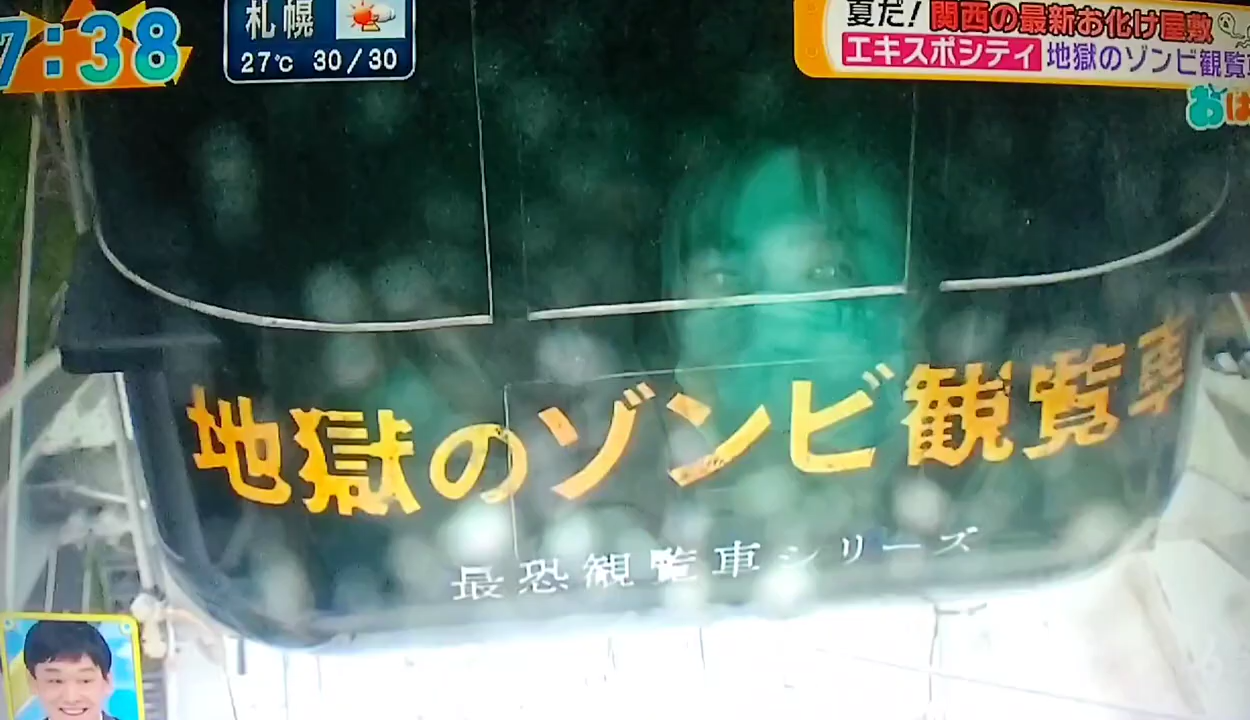 7:38
札幌
27℃ 30/30
夏だ!関西の最新お化け屋敷
エキスポシティ 地獄のゾンビ観覧
おは
地獄のゾンビ観覧車
最恐観覧車シリーズ